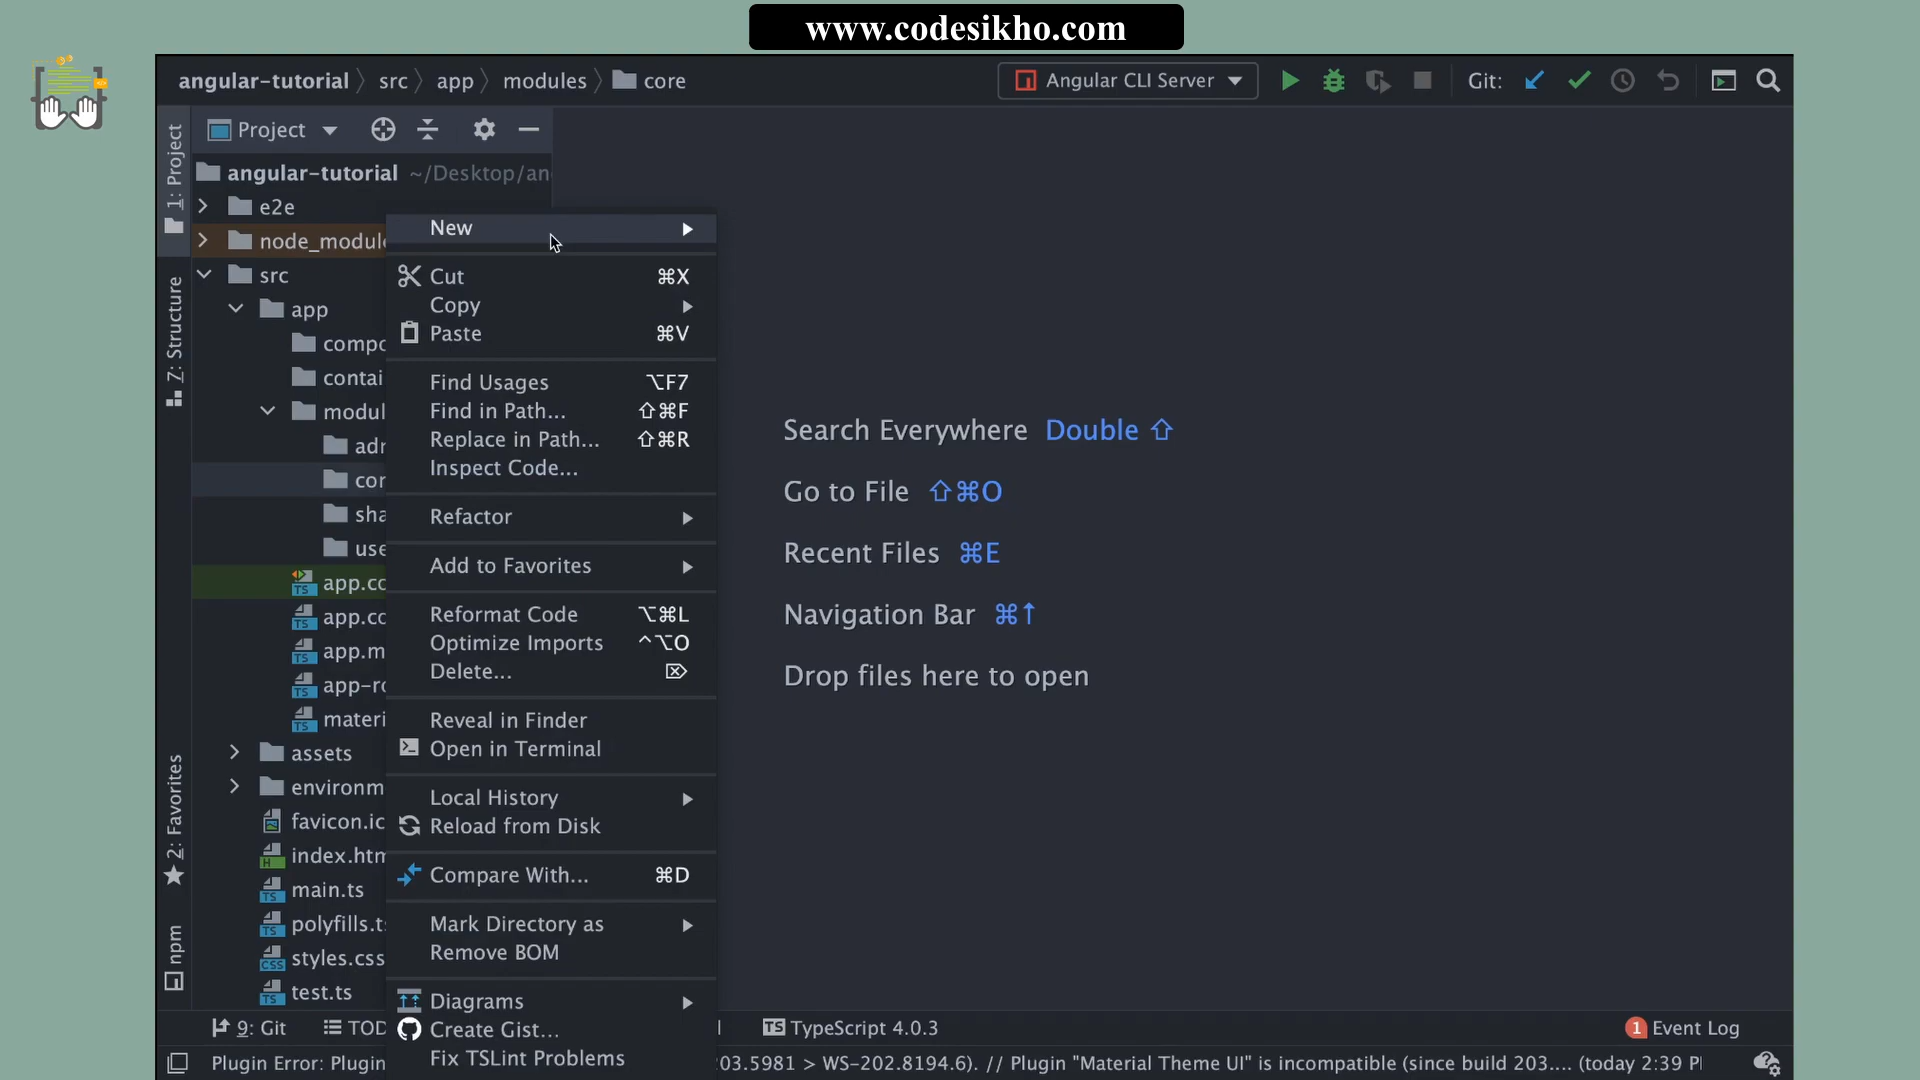 www.codesikho.com
angular-tutorial src app modules core Angular CLI Server Git:
Project
angular-tutorial ~/Desktop/an
e2e
node_module
src
app
compo
contai
modul
adr
cor
sha
use
app.co
app.co
app.m
app-ro
materi
assets
environm
favicon.ic
index.htm
main.ts
polyfills.ts
styles.css
test.ts
1: Project
7: Structure
2: Favorites
npm
New
Cut ⌘X
Copy
Paste ⌘V
Find Usages ⌥F7
Find in Path... ⇧⌘F
Replace in Path... ⇧⌘R
Inspect Code...
Refactor
Add to Favorites
Reformat Code ⌥⌘L
Optimize Imports ^⌥O
Delete... ⌦
Reveal in Finder
Open in Terminal
Local History
Reload from Disk
Compare With... ⌘D
Mark Directory as
Remove BOM
Diagrams
Create Gist...
Fix TSLint Problems
Search Everywhere Double ⇧
Go to File ⇧⌘O
Recent Files ⌘E
Navigation Bar ⌘↑
Drop files here to open
9: Git TOD TS TypeScript 4.0.3 1 Event Log
Plugin Error: Plugin 03.5981 > WS-202.8194.6). // Plugin "Material Theme UI" is incompatible (since build 203.... (today 2:39 P